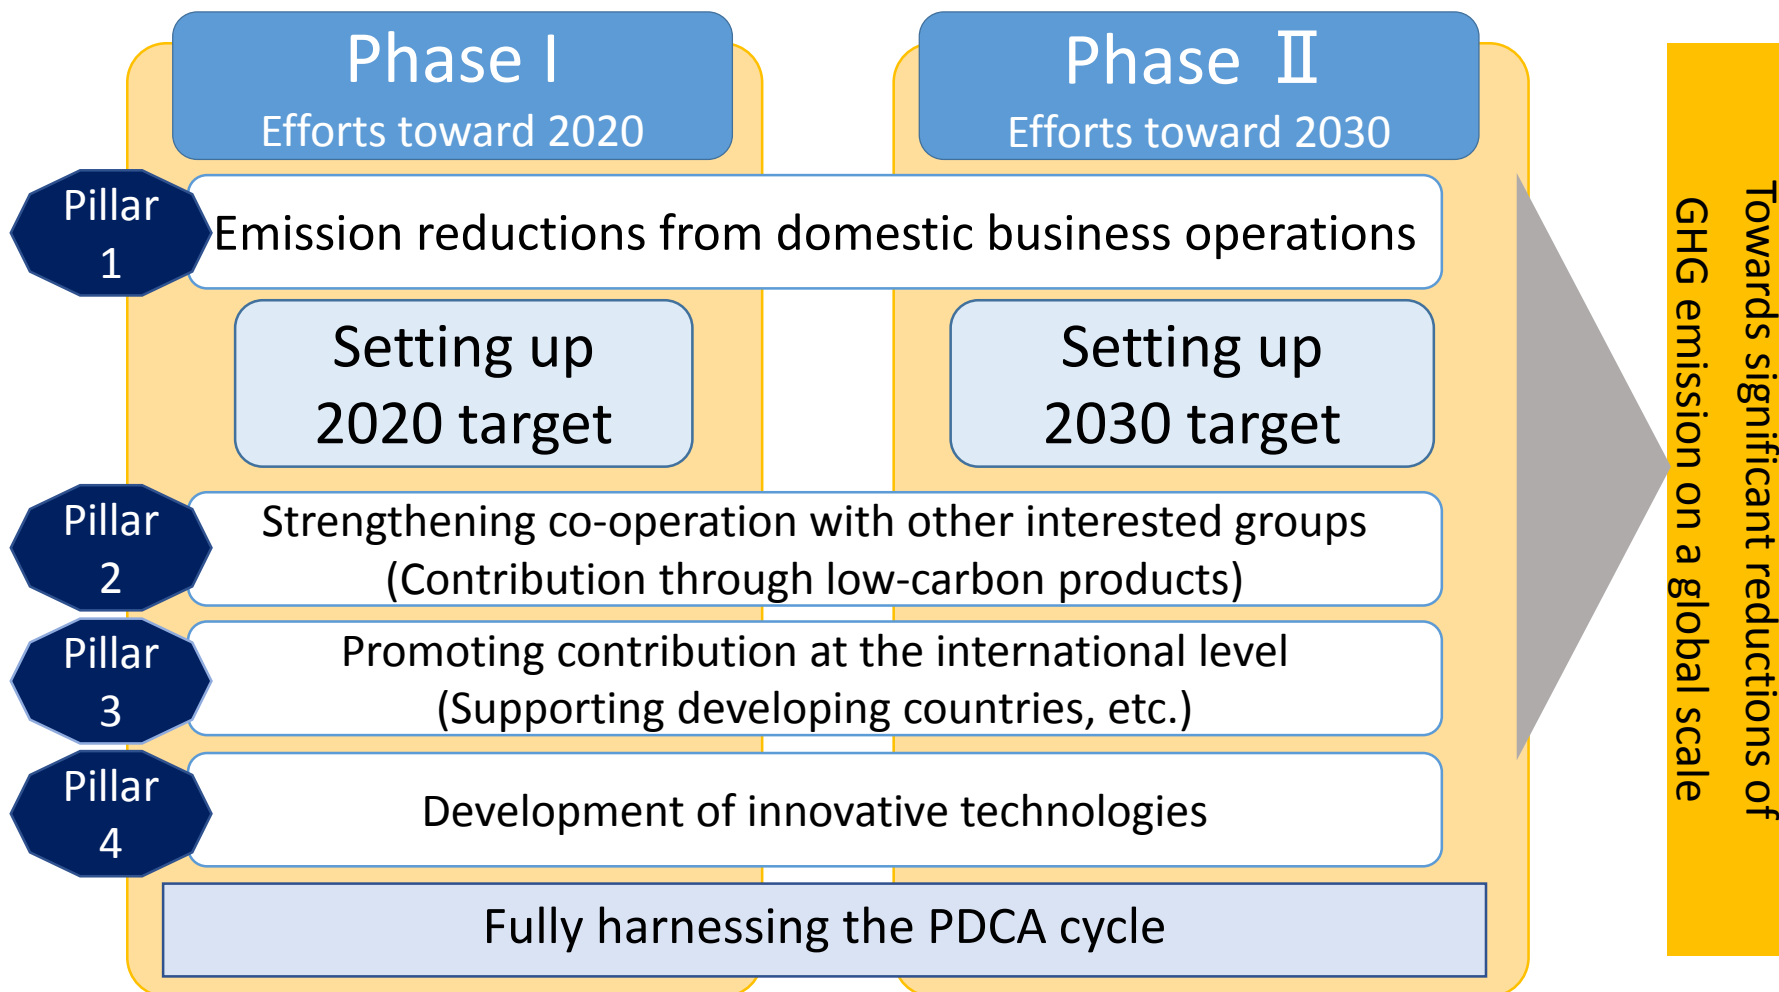 Phase I
Efforts toward 2020
Phase Ⅱ
Efforts toward 2030
Pillar
1
Emission reductions from domestic business operations
Setting up
2020 target
Setting up
2030 target
Pillar
2
Strengthening co-operation with other interested groups
(Contribution through low-carbon products)
Pillar
3
Promoting contribution at the international level
(Supporting developing countries, etc.)
Pillar
4
Development of innovative technologies
Fully harnessing the PDCA cycle
Towards significant reductions of
GHG emission on a global scale